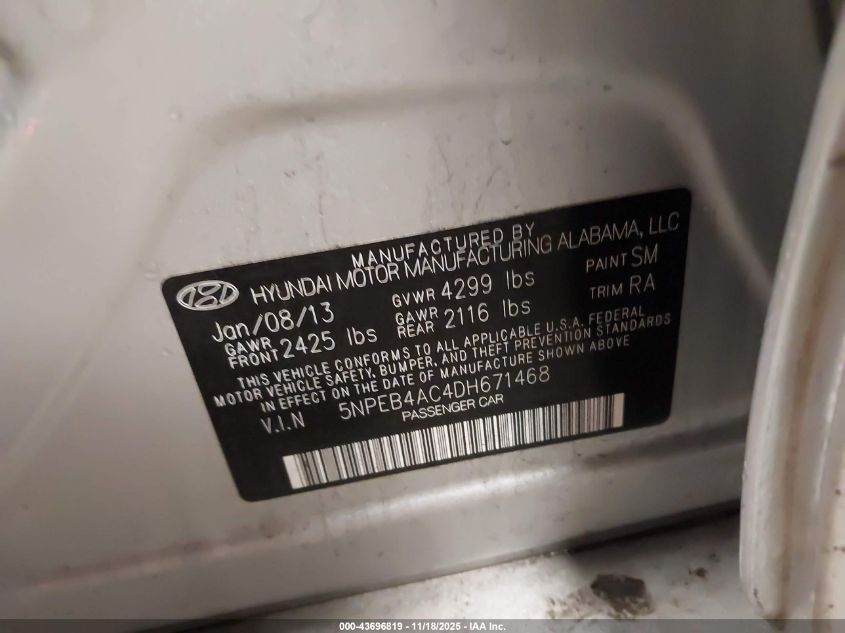 MANUFACTURED BY
HYUNDAI MOTOR MANUFACTURING ALABAMA, LLC
Jan/08/13 GVWR 4299 lbs PAINT SM
GAWR FRONT 2425 lbs GAWR REAR 2116 lbs TRIM RA
THIS VEHICLE CONFORMS TO ALL APPLICABLE U.S.A. FEDERAL
MOTOR VEHICLE SAFETY, BUMPER, AND THEFT PREVENTION STANDARDS
IN EFFECT ON THE DATE OF MANUFACTURE SHOWN ABOVE
V.I.N 5NPEB4AC4DH671468
PASSENGER CAR
000-43696819 - 11/18/2025 - IAA Inc.